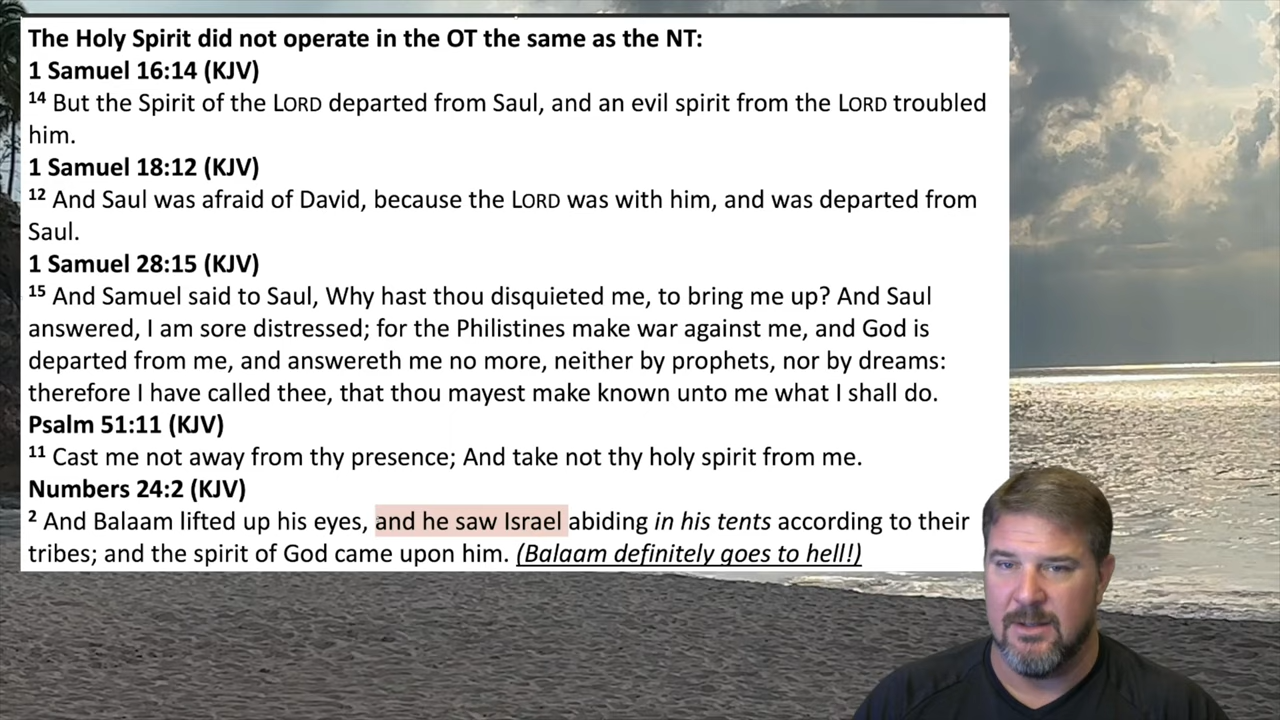 The Holy Spirit did not operate in the OT the same as the NT:
1 Samuel 16:14 (KJV)
14 But the Spirit of the LORD departed from Saul, and an evil spirit from the LORD troubled
him.
1 Samuel 18:12 (KJV)
12 And Saul was afraid of David, because the LORD was with him, and was departed from
Saul.
1 Samuel 28:15 (KJV)
15 And Samuel said to Saul, Why hast thou disquieted me, to bring me up? And Saul
answered, I am sore distressed; for the Philistines make war against me, and God is
departed from me, and answereth me no more, neither by prophets, nor by dreams:
therefore I have called thee, that thou mayest make known unto me what I shall do.
Psalm 51:11 (KJV)
11 Cast me not away from thy presence; And take not thy holy spirit from me.
Numbers 24:2 (KJV)
2 And Balaam lifted up his eyes, and he saw Israel abiding in his tents according to their
tribes; and the spirit of God came upon him. (Balaam definitely goes to hell!)